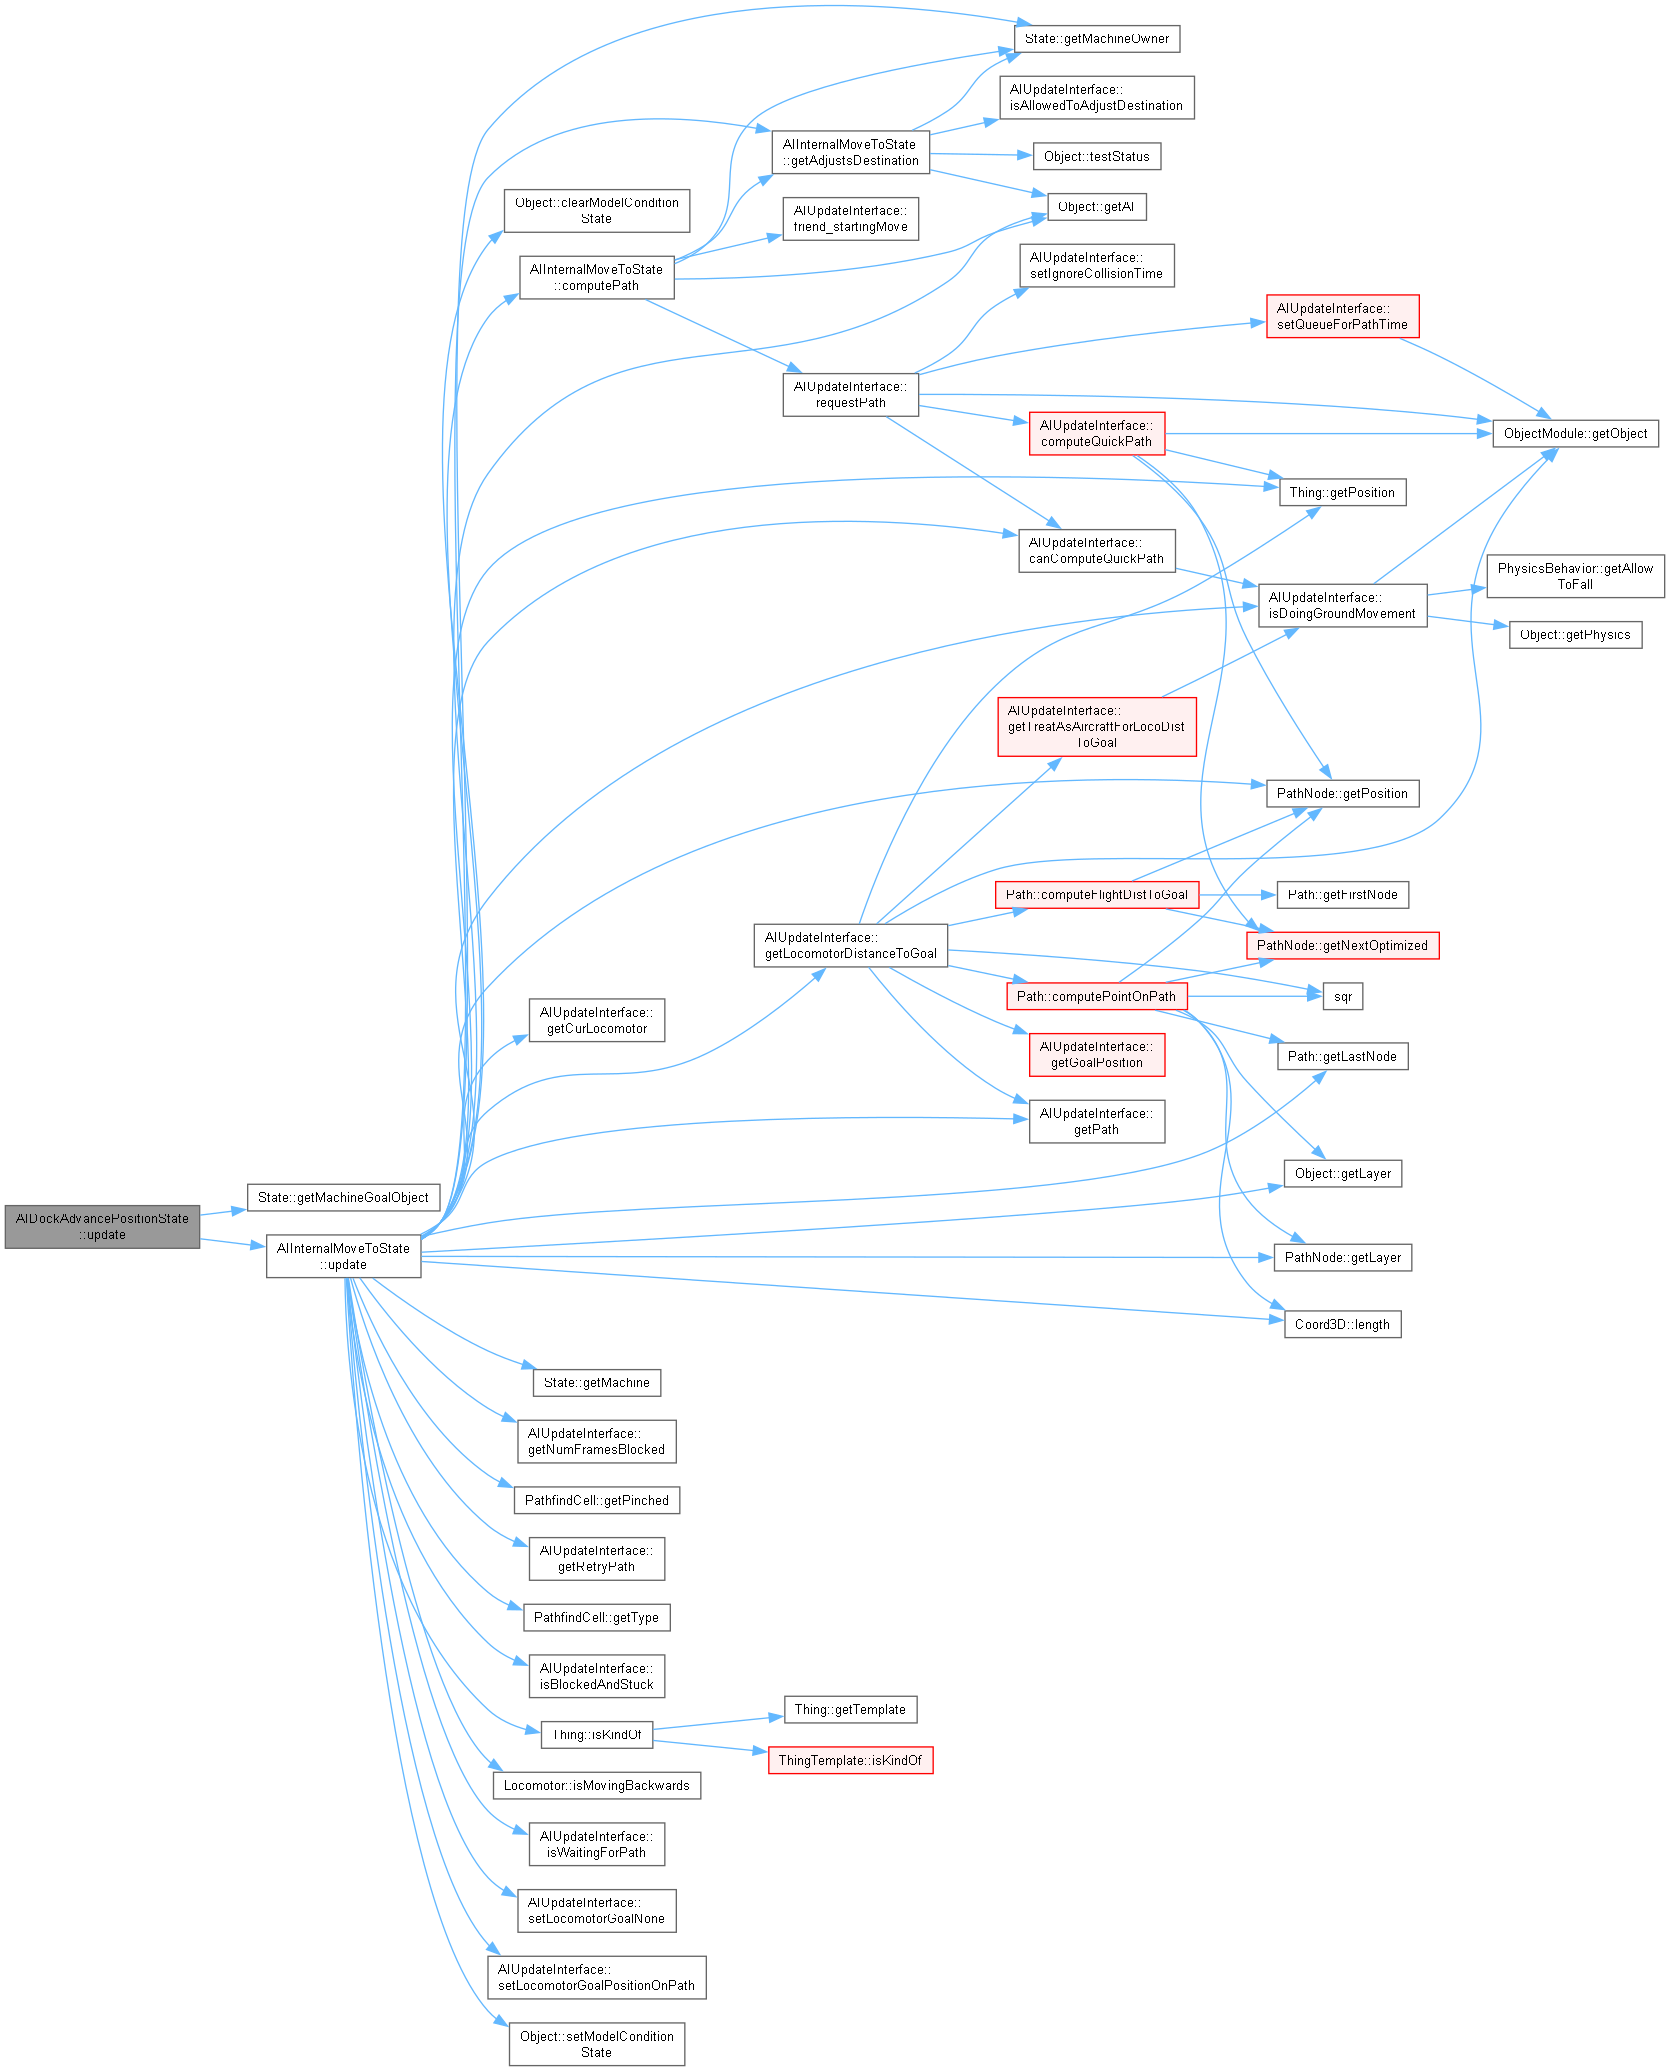 State::getMachineOwner
AIUpdateInterface::
isAllowedToAdjustDestination
AIInternalMoveToState
::getAdjustsDestination
Object::testStatus
Object::clearModelCondition
State
Object::getAI
AIUpdateInterface::
friend_startingMove
AIInternalMoveToState
::computePath
AIUpdateInterface::
setIgnoreCollisionTime
AIUpdateInterface::
setQueueForPathTime
AIUpdateInterface::
requestPath
AIUpdateInterface::
computeQuickPath
ObjectModule::getObject
Thing::getPosition
AIUpdateInterface::
canComputeQuickPath
PhysicsBehavior::getAllow
ToFall
AIUpdateInterface::
isDoingGroundMovement
Object::getPhysics
AIUpdateInterface::
getTreatAsAircraftForLocoDist
ToGoal
PathNode::getPosition
Path::computeFlightDistToGoal
Path::getFirstNode
AIUpdateInterface::
getLocomotorDistanceToGoal
PathNode::getNextOptimized
Path::computePointOnPath
sqr
AIUpdateInterface::
getCurLocomotor
AIUpdateInterface::
getGoalPosition
Path::getLastNode
AIUpdateInterface::
getPath
Object::getLayer
State::getMachineGoalObject
AIDockAdvancePositionState
::update
AIInternalMoveToState
::update
PathNode::getLayer
Coord3D::length
State::getMachine
AIUpdateInterface::
getNumFramesBlocked
PathfindCell::getPinched
AIUpdateInterface::
getRetryPath
PathfindCell::getType
AIUpdateInterface::
isBlockedAndStuck
Thing::getTemplate
Thing::isKindOf
ThingTemplate::isKindOf
Locomotor::isMovingBackwards
AIUpdateInterface::
isWaitingForPath
AIUpdateInterface::
setLocomotorGoalNone
AIUpdateInterface::
setLocomotorGoalPositionOnPath
Object::setModelCondition
State